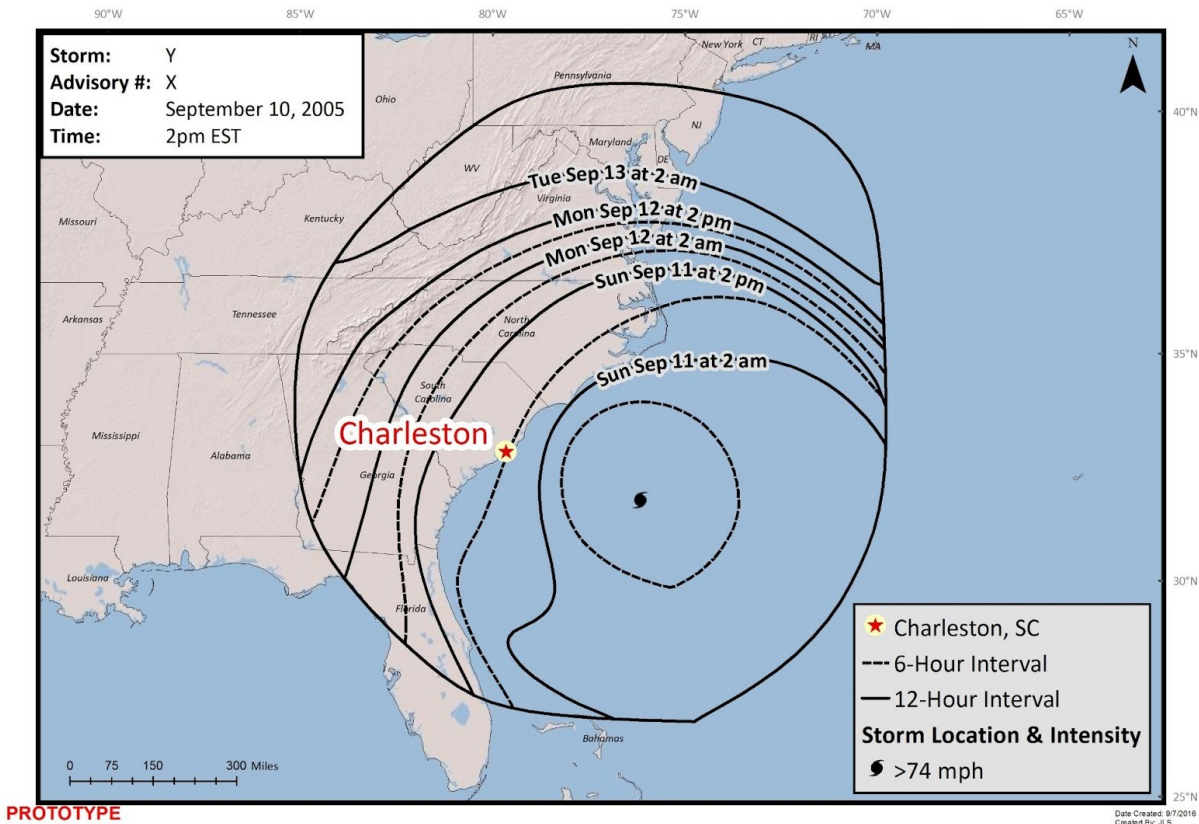 90°W 85°W 80°W 75°W 70°W 65°W
Storm: Y
Advisory #: X
Date: September 10, 2005
Time: 2pm EST
N
New York CT RI MA
Pennsylvania
Ohio
40°N
NJ
Maryland
DE
WV
Tue Sep 13 at 2 am
Virginia
Missouri
Kentucky
Mon Sep 12 at 2 pm
Mon Sep 12 at 2 am
Sun Sep 11 at 2 pm
Arkansas
Tennessee
North
Carolina
35°N
Sun Sep 11 at 2 am
South
Carolina
Charleston
Mississippi
Alabama
Georgia
30°N
Louisiana
Florida
Charleston, SC
6-Hour Interval
12-Hour Interval
Storm Location & Intensity
>74 mph
Bahamas
0 75 150 300 Miles
25°N
PROTOTYPE
Date Created: 9/7/2016
Created By: JLS